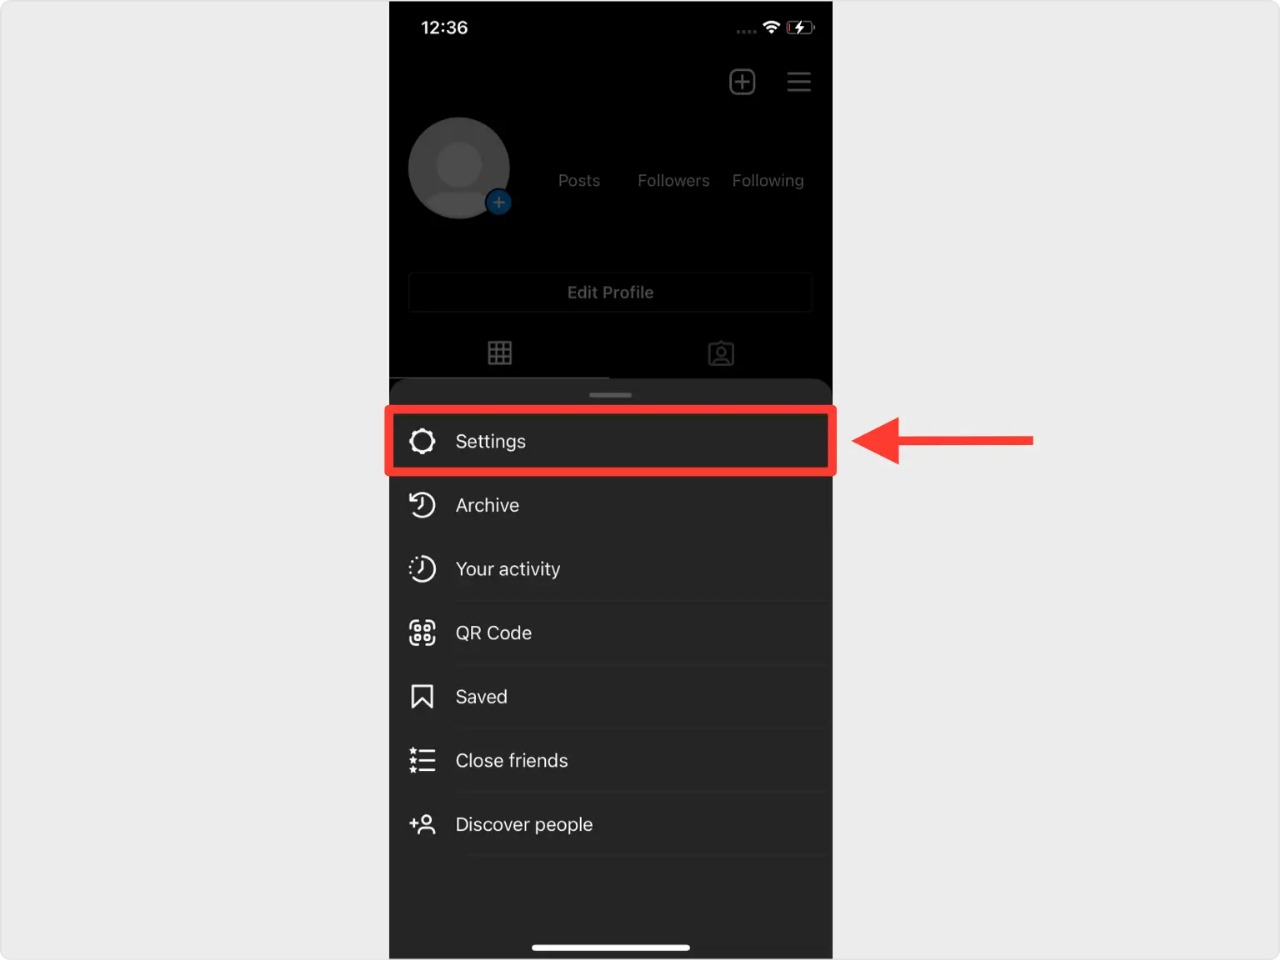 12:36
Posts Followers Following
Edit Profile
Settings
Archive
Your activity
QR Code
Saved
Close friends
Discover people